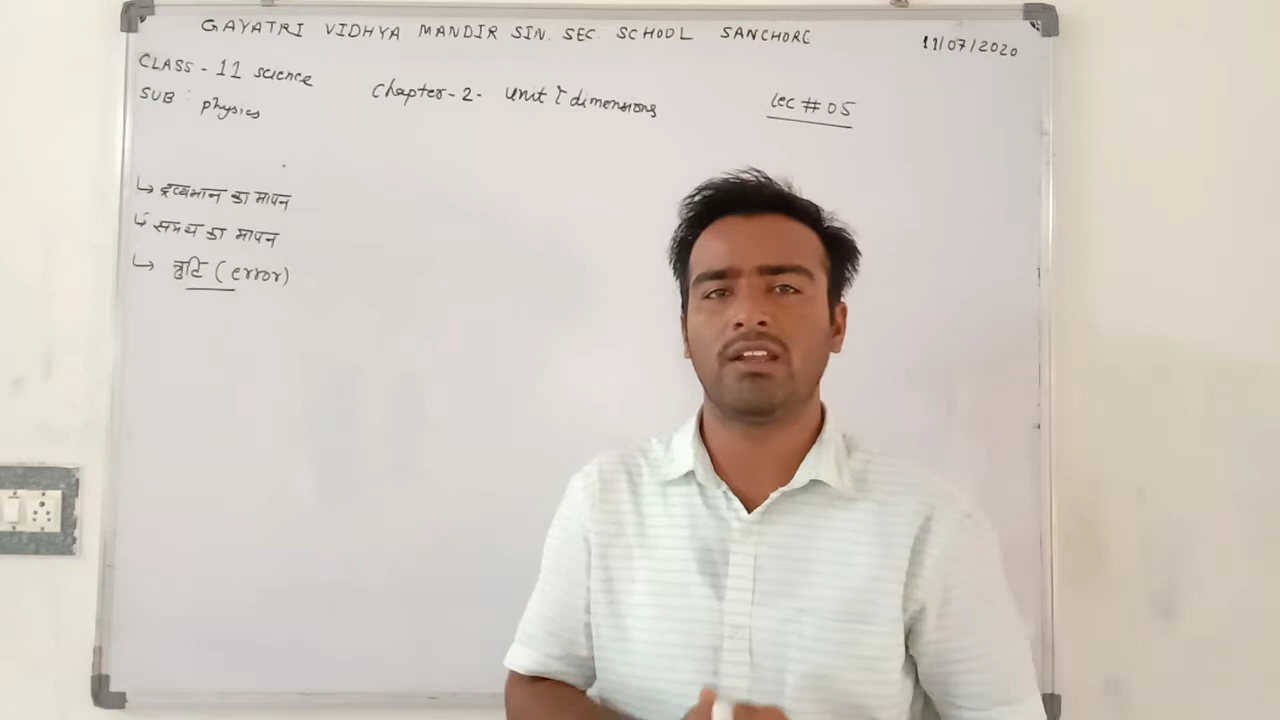 GAYATRI VIDHYA MANDIR SIN. SEC. SCHOOL SANCHORE
11/07/2020
CLASS - 11 science
SUB : physics
Chapter - 2 - unit & dimensions
Lec # 05
↳ द्रव्यमान का मापन
↳ समय का मापन
↳ त्रुटि (error)